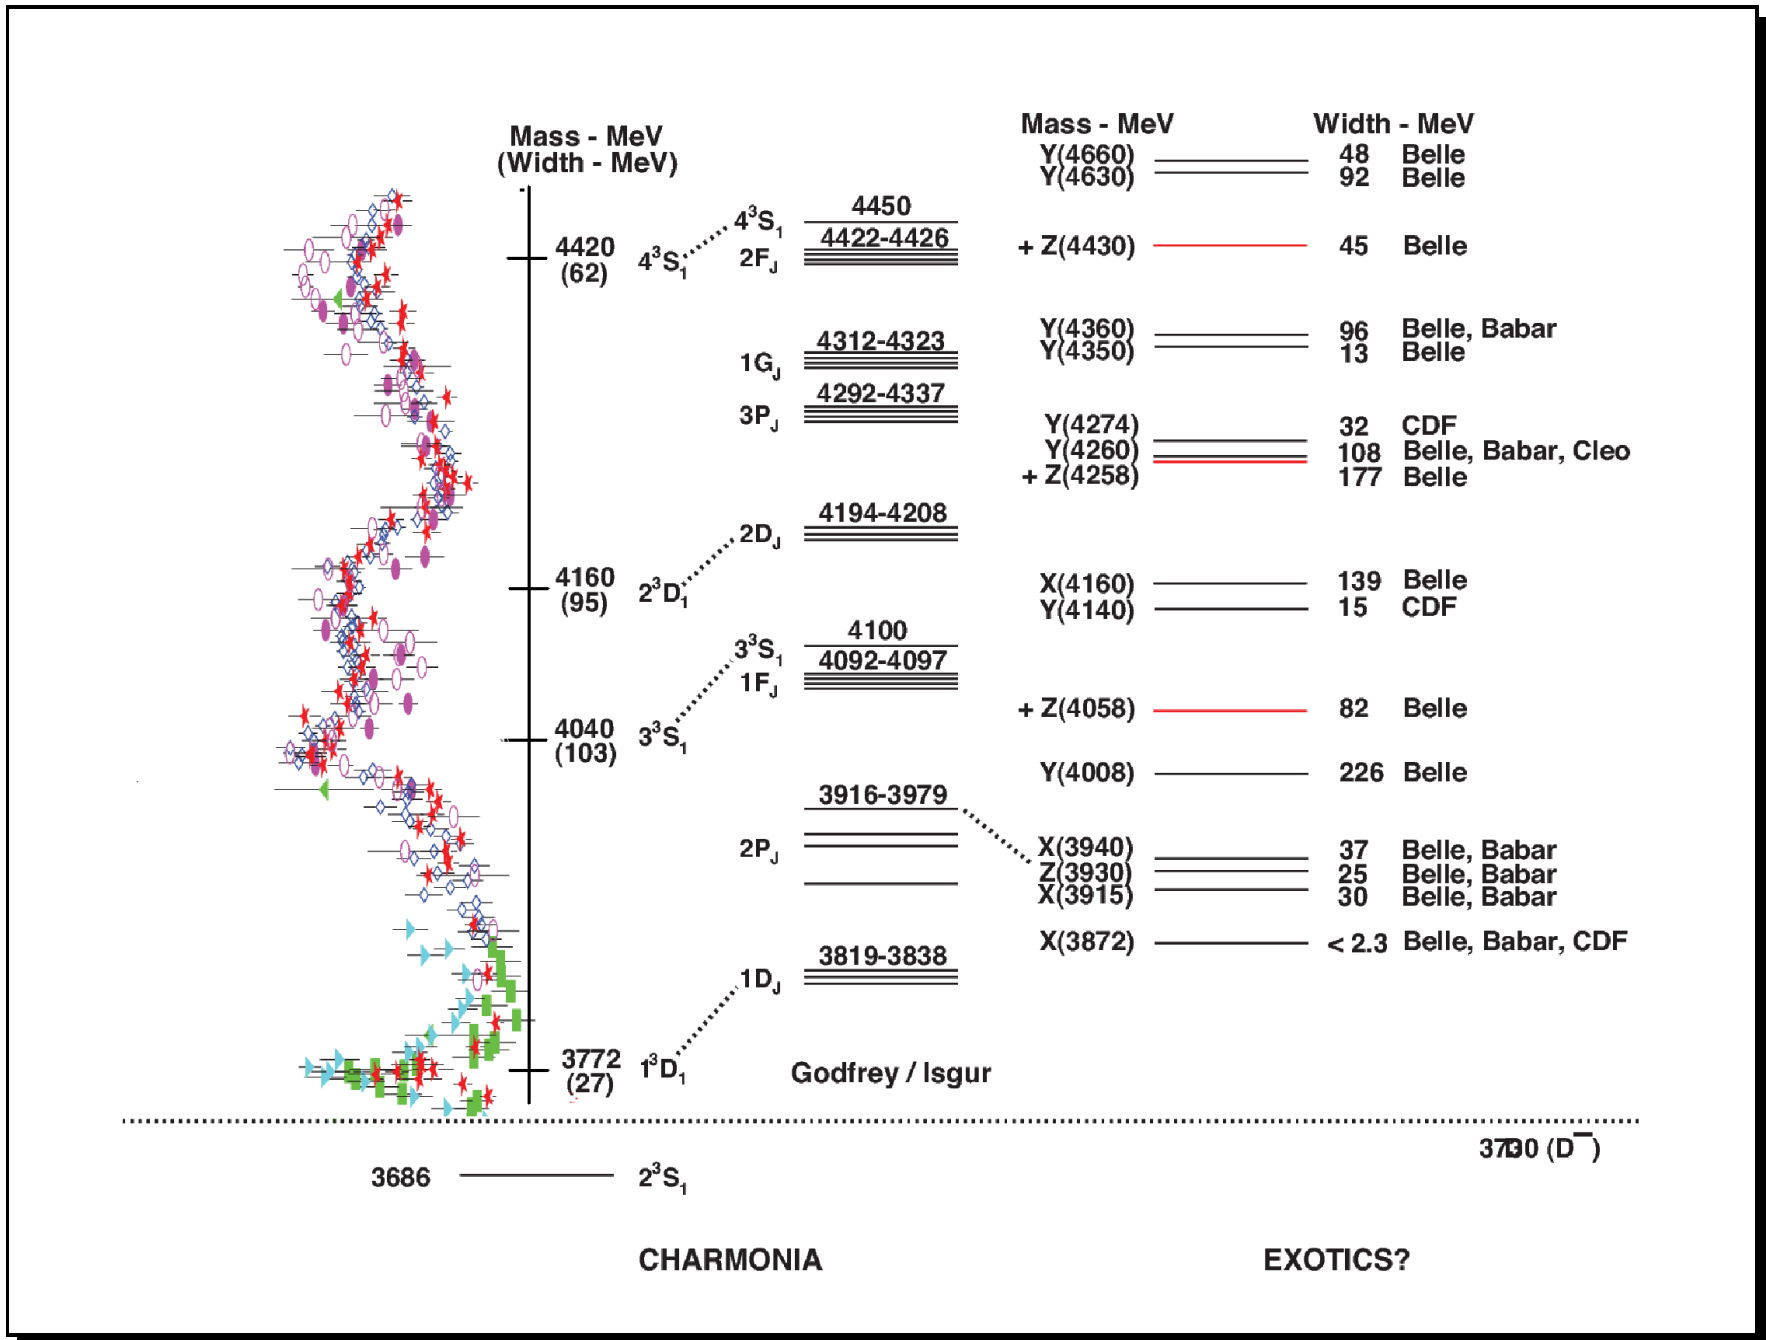 Mass - MeV
(Width - MeV)
4420
(62)
4³S₁
4160
(95)
2³D₁
4040
(103)
3³S₁
3772
(27)
1³D₁
3686
2³S₁
CHARMONIA
4³S₁
4450
4422-4426
2F_J
4312-4323
1G_J
4292-4337
3P_J
4194-4208
2D_J
3³S₁
4100
4092-4097
1F_J
3916-3979
2P_J
3819-3838
1D_J
Godfrey / Isgur
Mass - MeV Width - MeV
Y(4660) 48 Belle
Y(4630) 92 Belle
+ Z(4430) 45 Belle
Y(4360) 96 Belle, Babar
Y(4350) 13 Belle
Y(4274) 32 CDF
Y(4260) 108 Belle, Babar, Cleo
+ Z(4258) 177 Belle
X(4160) 139 Belle
Y(4140) 15 CDF
+ Z(4058) 82 Belle
Y(4008) 226 Belle
X(3940) 37 Belle, Babar
Z(3930) 25 Belle, Babar
X(3915) 30 Belle, Babar
X(3872) < 2.3 Belle, Babar, CDF
EXOTICS?